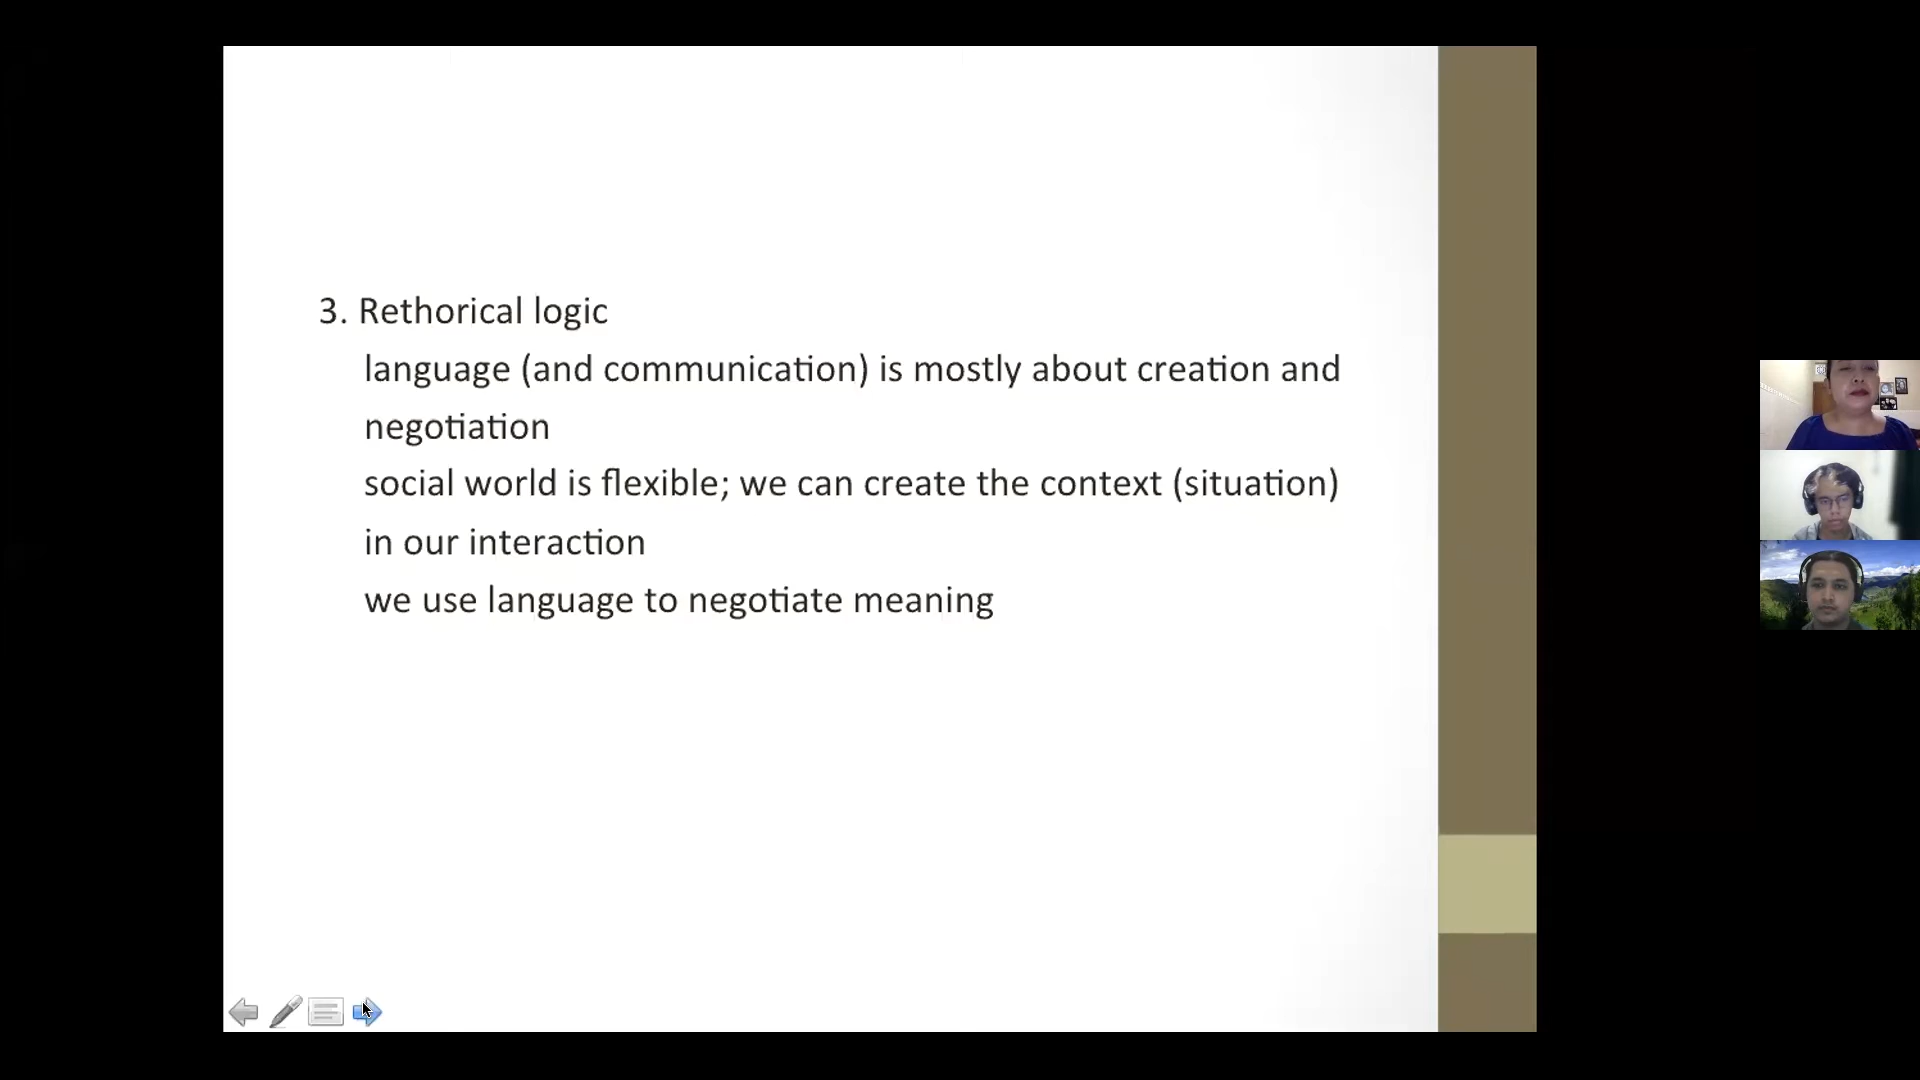 3. Rethorical logic
language (and communication) is mostly about creation and
negotiation
social world is flexible; we can create the context (situation)
in our interaction
we use language to negotiate meaning